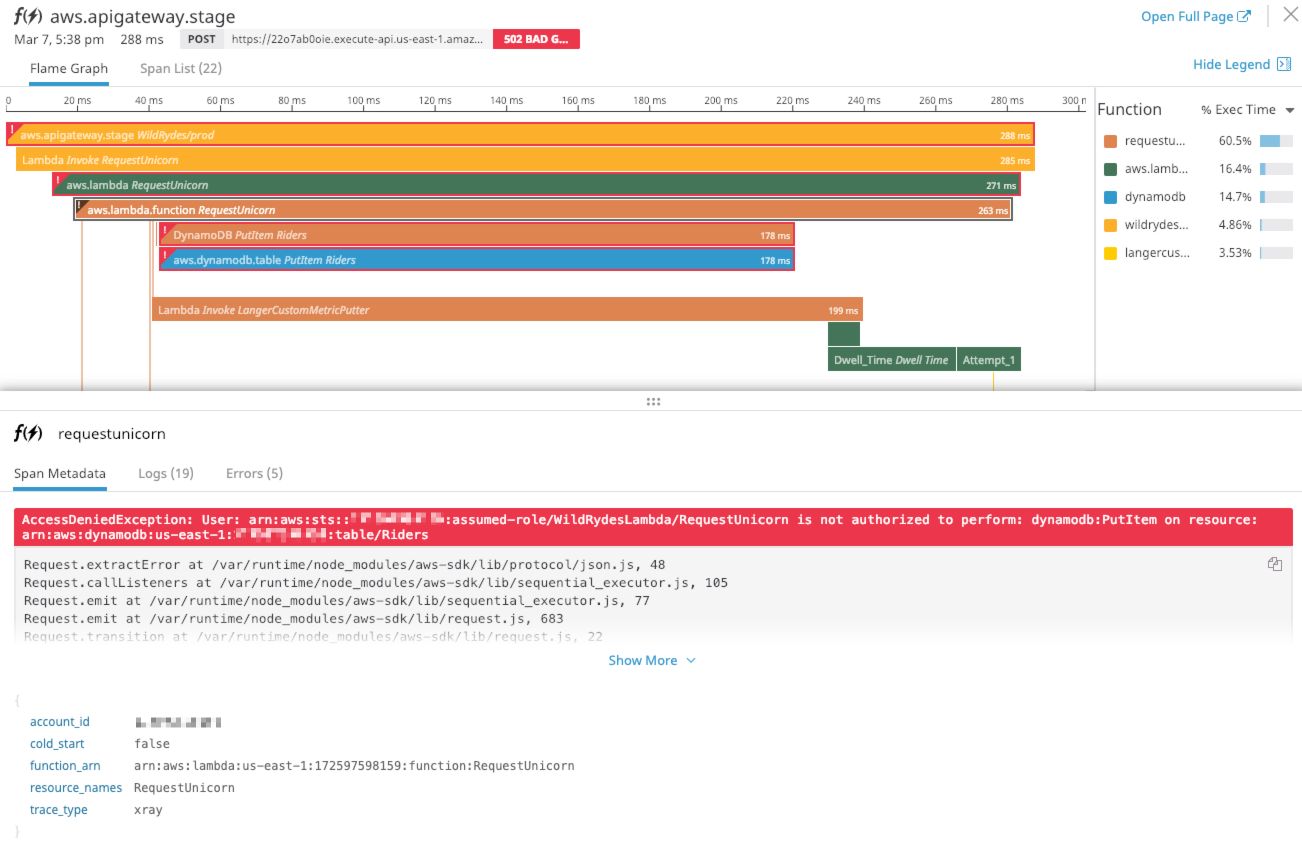 f(⚡) aws.apigateway.stage
Open Full Page
Mar 7, 5:38 pm 288 ms POST https://22o7ab0oie.execute-api.us-east-1.amaz... 502 BAD G...
Flame Graph Span List (22)
Hide Legend
0 20 ms 40 ms 60 ms 80 ms 100 ms 120 ms 140 ms 160 ms 180 ms 200 ms 220 ms 240 ms 260 ms 280 ms 300 n
Function % Exec Time
! aws.apigateway.stage WildRydes/prod 288 ms
Lambda Invoke RequestUnicorn 285 ms
! aws.lambda RequestUnicorn 271 ms
! aws.lambda.function RequestUnicorn 263 ms
! DynamoDB PutItem Riders 178 ms
! aws.dynamodb.table PutItem Riders 178 ms
Lambda Invoke LangerCustomMetricPutter 199 ms
Dwell_Time Dwell Time Attempt_1
requestu... 60.5%
aws.lamb... 16.4%
dynamodb 14.7%
wildrydes... 4.86%
langercus... 3.53%
f(⚡) requestunicorn
Span Metadata Logs (19) Errors (5)
AccessDeniedException: User: arn:aws:sts:: :assumed-role/WildRydesLambda/RequestUnicorn is not authorized to perform: dynamodb:PutItem on resource:
arn:aws:dynamodb:us-east-1: :table/Riders
Request.extractError at /var/runtime/node_modules/aws-sdk/lib/protocol/json.js, 48
Request.callListeners at /var/runtime/node_modules/aws-sdk/lib/sequential_executor.js, 105
Request.emit at /var/runtime/node_modules/aws-sdk/lib/sequential_executor.js, 77
Request.emit at /var/runtime/node_modules/aws-sdk/lib/request.js, 683
Request.transition at /var/runtime/node_modules/aws-sdk/lib/request.js, 22
Show More
{
account_id
cold_start false
function_arn arn:aws:lambda:us-east-1:172597598159:function:RequestUnicorn
resource_names RequestUnicorn
trace_type xray
}